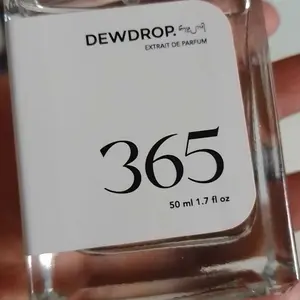 DEWDROP.
EXTRAIT DE PARFUM
365
50 ml 1.7 fl oz